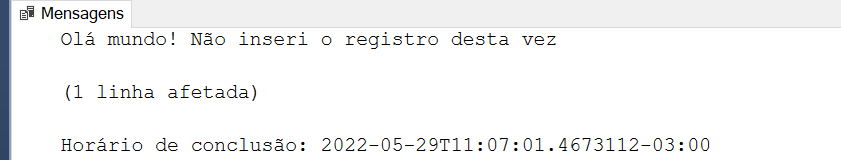 Mensagens
Olá mundo! Não inseri o registro desta vez
(1 linha afetada)
Horário de conclusão: 2022-05-29T11:07:01.4673112-03:00